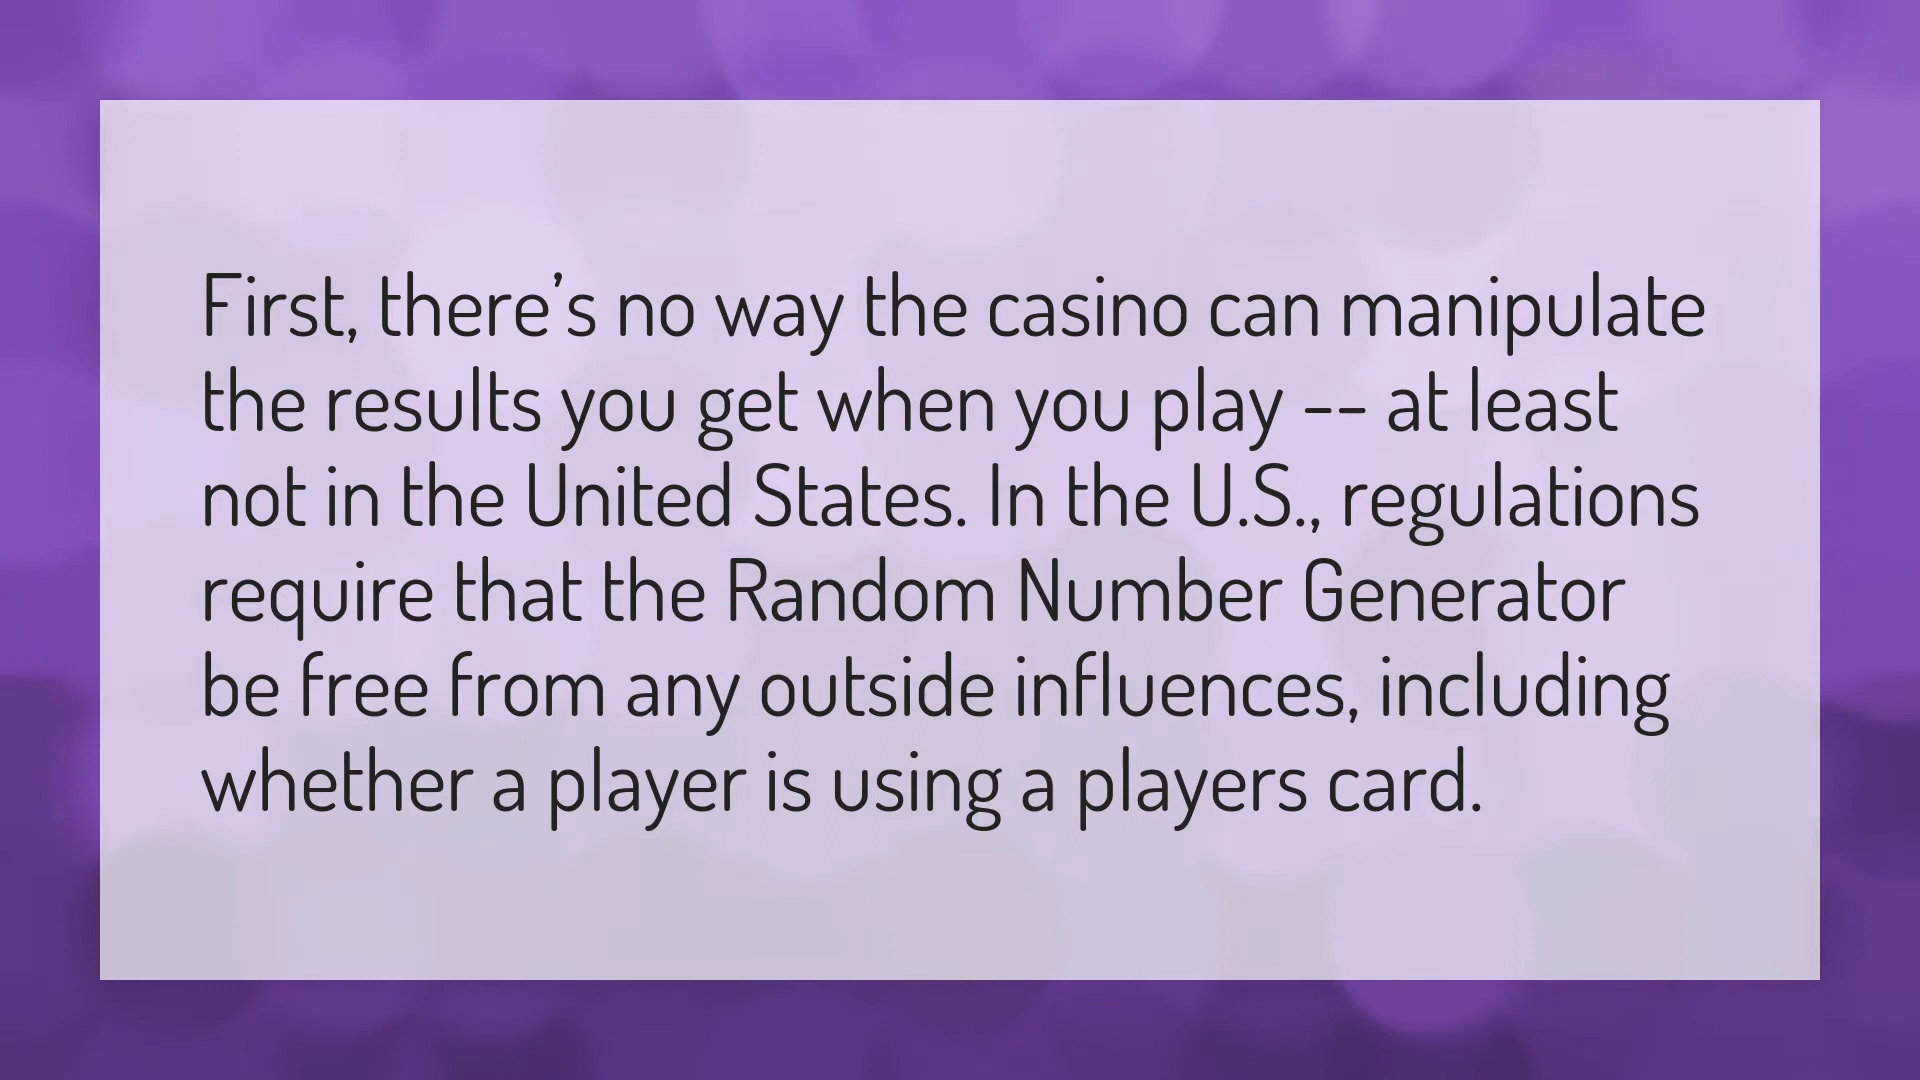 First, there’s no way the casino can manipulate
the results you get when you play -- at least
not in the United States. In the U.S., regulations
require that the Random Number Generator
be free from any outside influences, including
whether a player is using a players card.